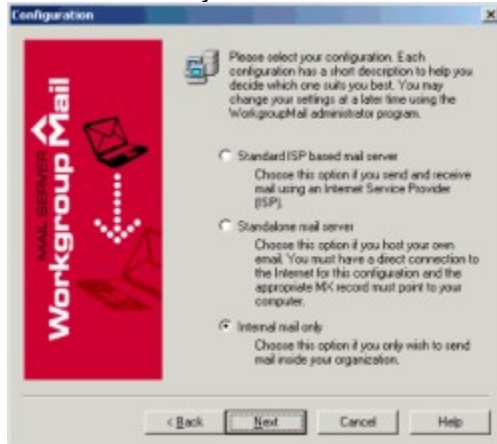 Configuration
Please select your configuration. Each
configuration has a short description to help you
decide which one suits you best. You may
change your settings at a later time using the
WorkgroupMail administrator program.
Standard ISP based mail server
Choose this option if you send and receive
mail using an Internet Service Provider
(ISP).
Standalone mail server
Choose this option if you host your own
email. You must have a direct connection to
the Internet for this configuration and the
appropriate MX record must point to your
computer.
Internal mail only
Choose this option if you only wish to send
mail inside your organization.
MAIL SERVER
Workgroup Mail
< Back
Next
Cancel
Help